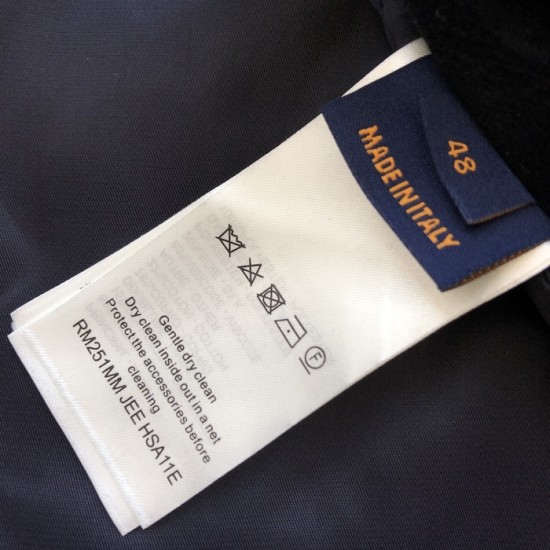 48
MADE IN ITALY
F
Gentle dry clean
Dry clean inside out in a net
Protect the accessories before
cleaning
RM251MM JEE HSA11E